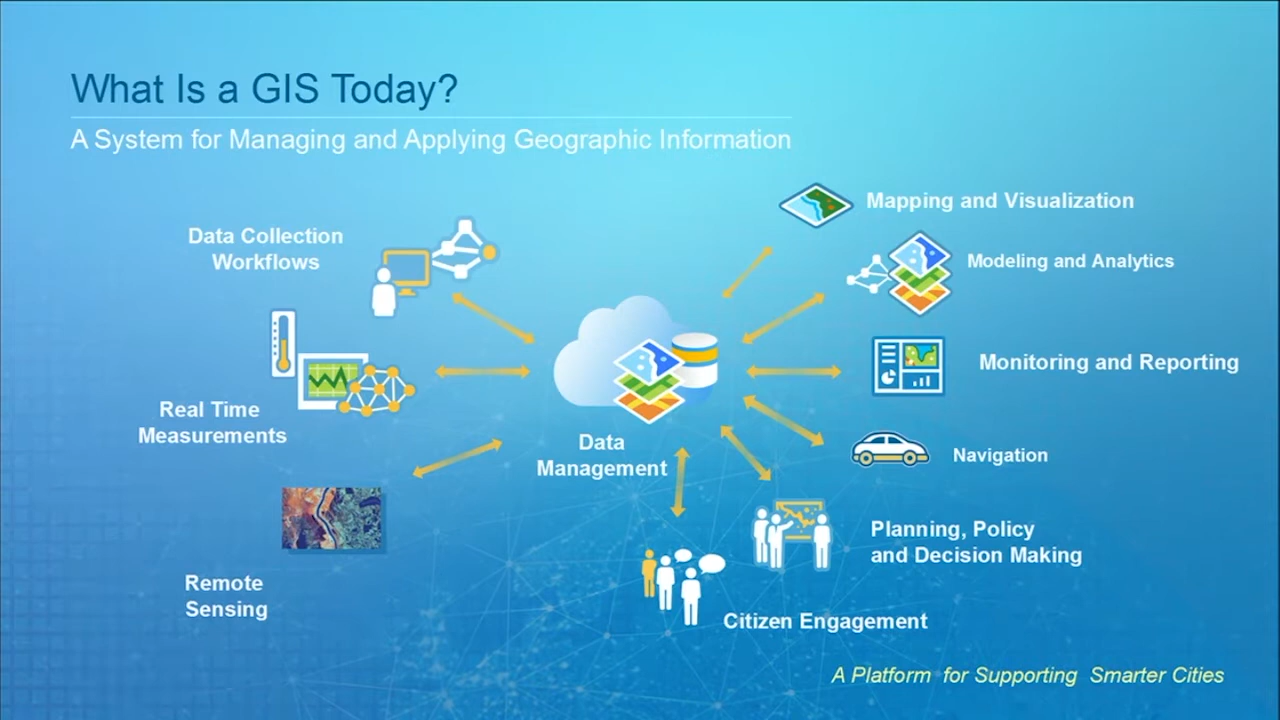 What Is a GIS Today?
A System for Managing and Applying Geographic Information
Data Collection
Workflows
Real Time
Measurements
Remote
Sensing
Data
Management
Mapping and Visualization
Modeling and Analytics
Monitoring and Reporting
Navigation
Planning, Policy
and Decision Making
Citizen Engagement
A Platform for Supporting Smarter Cities